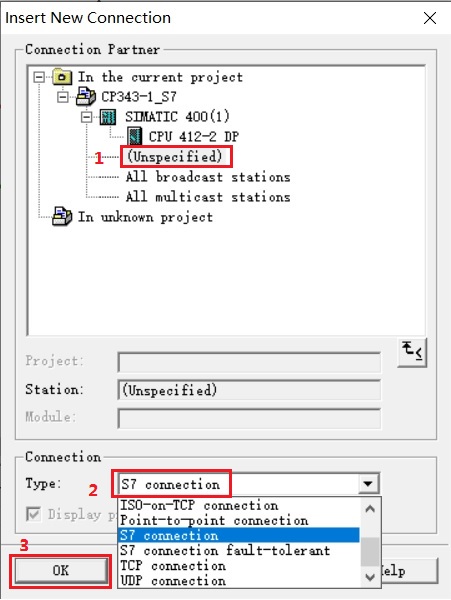 Insert New Connection
Connection Partner
In the current project
CP343-1_S7
SIMATIC 400(1)
CPU 412-2 DP
1 (Unspecified)
All broadcast stations
All multicast stations
In unknown project
Project:
Station: (Unspecified)
Module:
Connection
Type: 2 S7 connection
ISO-on-TCP connection
Point-to-point connection
Display p
S7 connection
S7 connection fault-tolerant
3
TCP connection
OK
UDP connection
elp